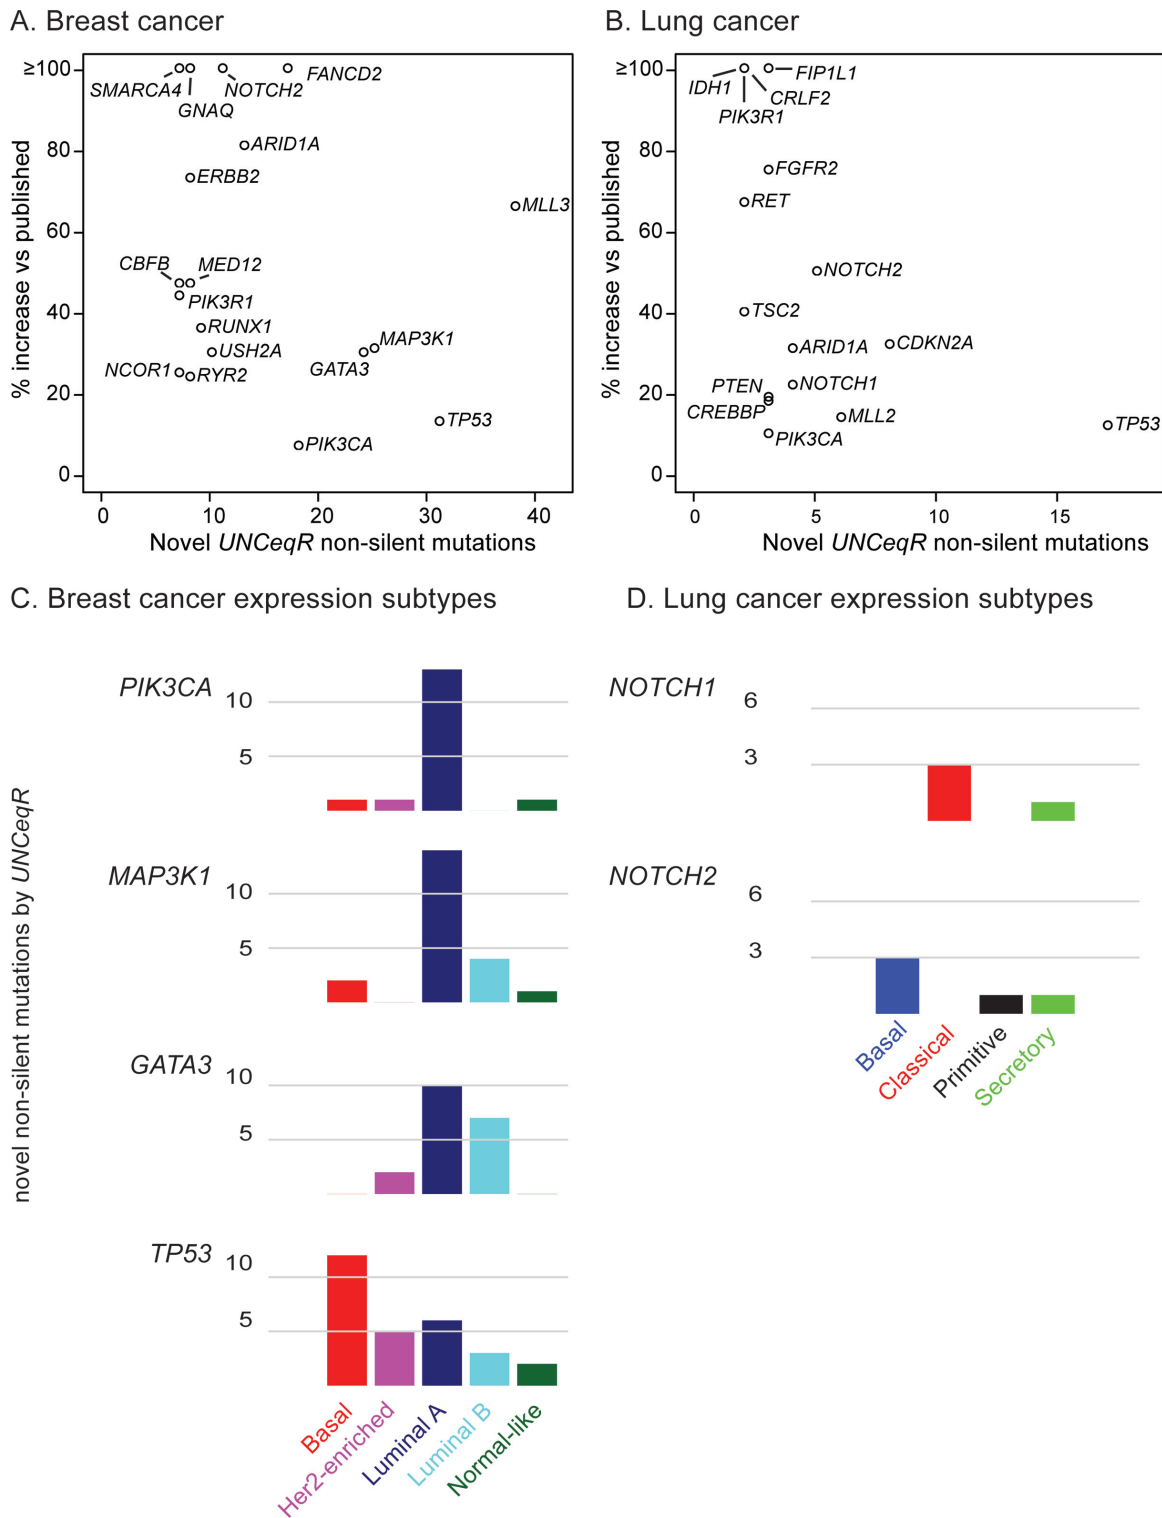 A. Breast cancer
≥100
80
60
40
20
0
% increase vs published
SMARCA4
GNAQ
NOTCH2
FANCD2
ARID1A
ERBB2
MLL3
CBFB
MED12
PIK3R1
RUNX1
USH2A
NCOR1
RYR2
MAP3K1
GATA3
TP53
PIK3CA
0 10 20 30 40
Novel UNCeqR non-silent mutations
B. Lung cancer
≥100
80
60
40
20
0
% increase vs published
IDH1
FIP1L1
CRLF2
PIK3R1
FGFR2
RET
NOTCH2
TSC2
ARID1A
CDKN2A
PTEN
NOTCH1
CREBBP
MLL2
PIK3CA
TP53
0 5 10 15
Novel UNCeqR non-silent mutations
C. Breast cancer expression subtypes
novel non-silent mutations by UNCeqR
PIK3CA
10
5
MAP3K1
10
5
GATA3
10
5
TP53
10
5
Basal
Her2-enriched
Luminal A
Luminal B
Normal-like
D. Lung cancer expression subtypes
NOTCH1
6
3
NOTCH2
6
3
Basal
Classical
Primitive
Secretory